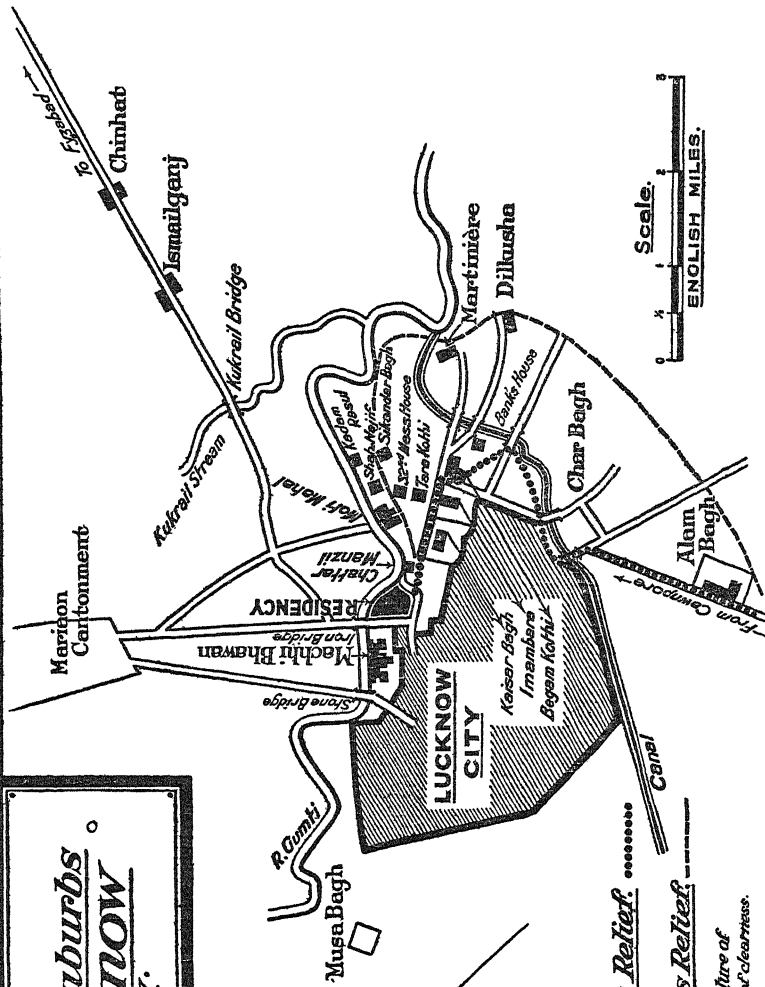 To Fyzabad
Chinhat
Ismailganj
Kukrail Bridge
Kukrail Stream
Mariaon
Cantonment
Kadam
Rasul
Shah Najif
Sikander Bagh
32nd Mess House
Tara Kothi
Moti Mahal
Chattar
Manzil
RESIDENCY
Iron Bridge
Machhi Bhawan
Stone Bridge
Martinière
Dilkusha
Banks House
Char Bagh
Alam
Bagh
From Cawnpore
LUCKNOW
CITY
Kaisar Bagh
Imambara
Begam Kothi
Canal
R. Gumti
Musa Bagh
Scale.
0 ½ 1 2 3
ENGLISH MILES.
uburbs
now
Relief.
s Relief.
ture of
of clearness.